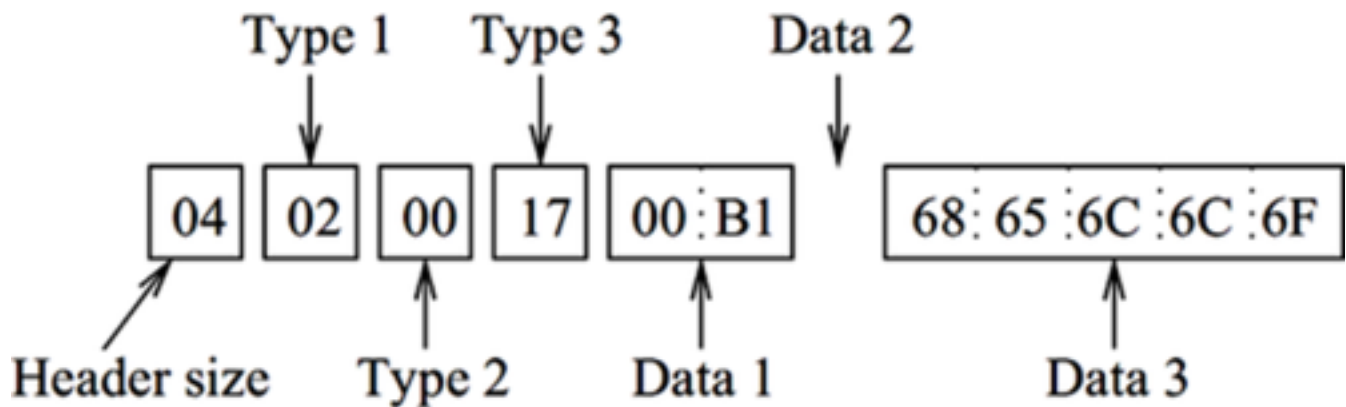 Type 1 Type 3 Data 2
04 02 00 17 00 B1 68 65 6C 6C 6F
Header size Type 2 Data 1 Data 3